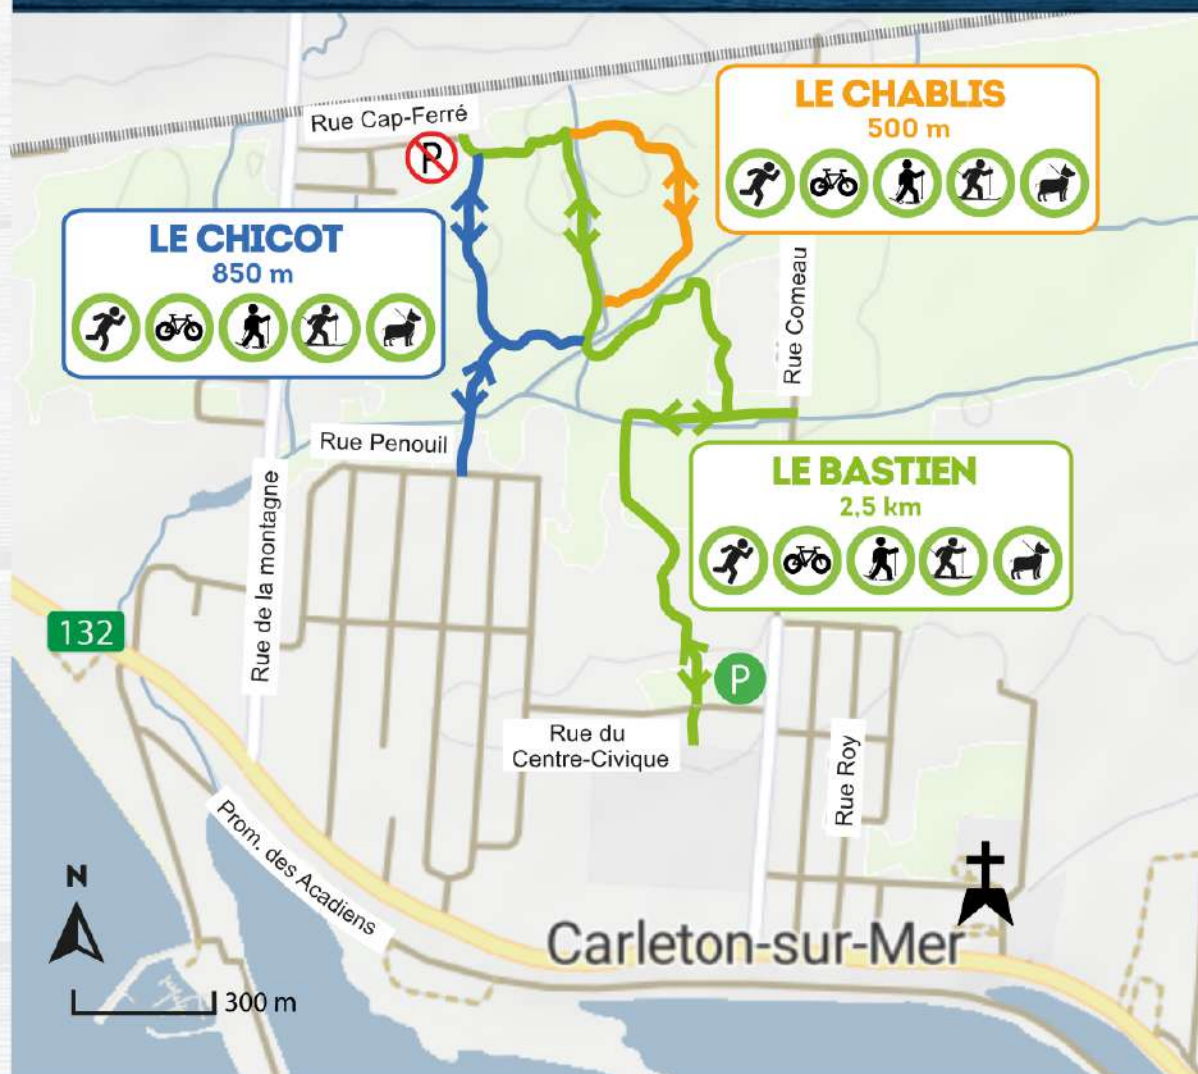 Rue Cap-Ferré
P
LE CHABLIS
500 m
LE CHICOT
850 m
Rue Comeau
Rue Penouil
LE BASTIEN
2,5 km
Rue de la montagne
132
P
Rue du
Centre-Civique
Rue Roy
Prom. des Acadiens
N
Carleton-sur-Mer
300 m